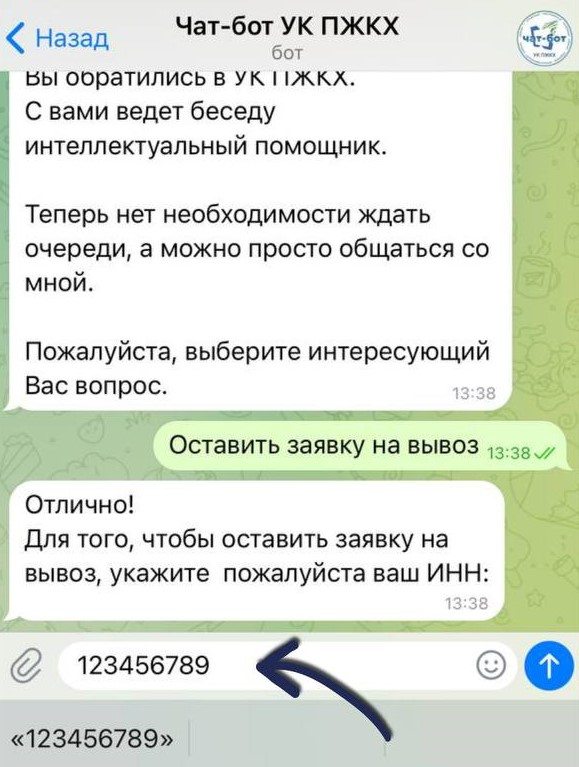 Назад
Чат-бот УК ПЖКХ
бот
чат-бот
УК ПЖКХ
Вы обратились в УК ПЖКХ.
С вами ведет беседу
интеллектуальный помощник.
Теперь нет необходимости ждать
очереди, а можно просто общаться со
мной.
Пожалуйста, выберите интересующий
Вас вопрос.
13:38
Оставить заявку на вывоз 13:38
Отлично!
Для того, чтобы оставить заявку на
вывоз, укажите пожалуйста ваш ИНН:
13:38
123456789
«123456789»